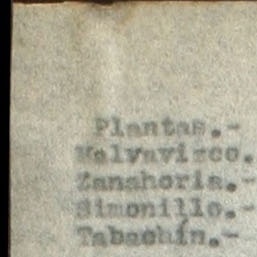 Plantas.-
Malvavisco.
Zanahoria.-
Simonillo.-
Tabachín.-